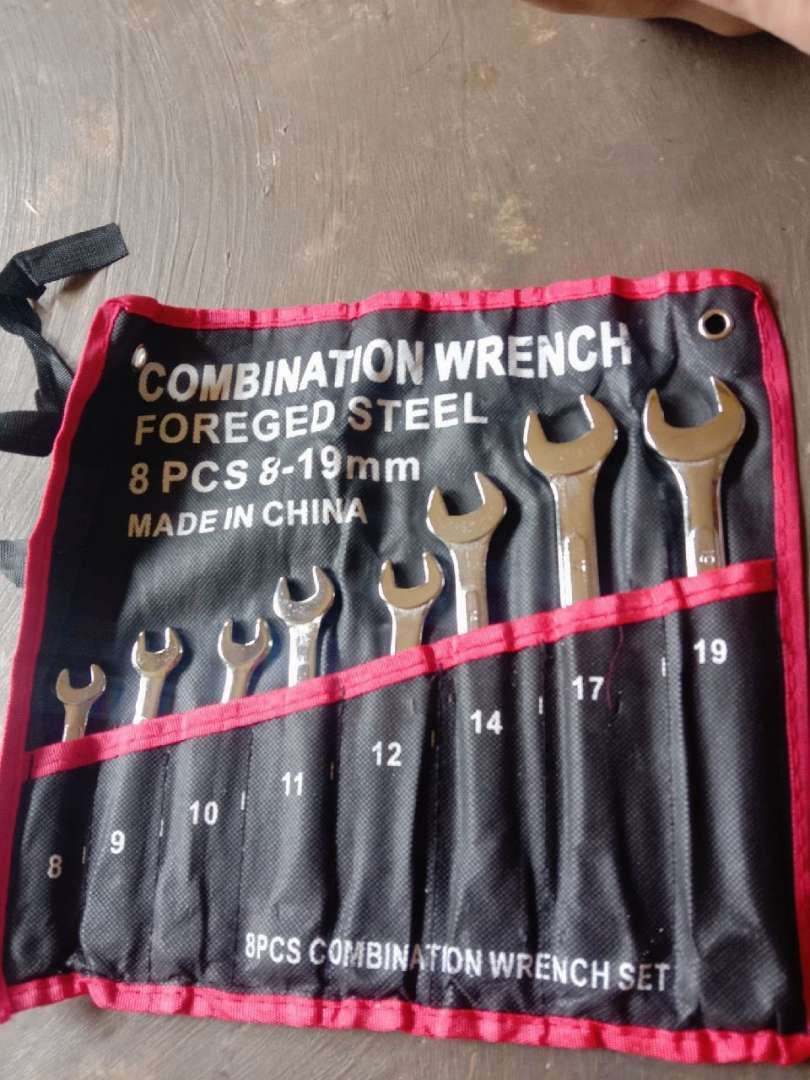 COMBINATION WRENCH
FOREGED STEEL
8 PCS 8-19mm
MADE IN CHINA
8
9
10
11
12
14
17
19
8PCS COMBINATION WRENCH SET